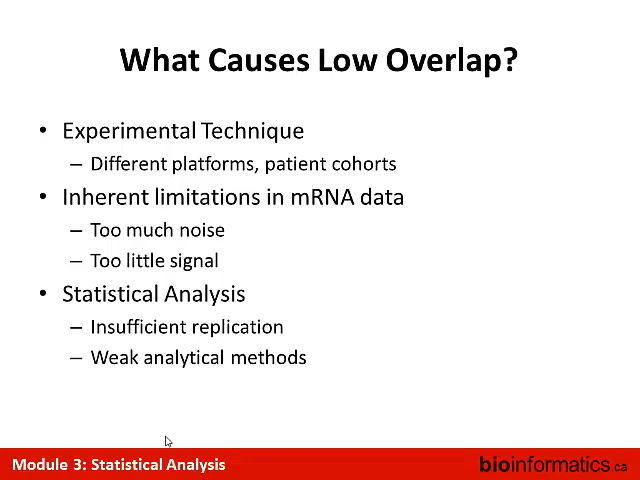 What Causes Low Overlap?
• Experimental Technique
– Different platforms, patient cohorts
• Inherent limitations in mRNA data
– Too much noise
– Too little signal
• Statistical Analysis
– Insufficient replication
– Weak analytical methods
Module 3: Statistical Analysis
bioinformatics.ca